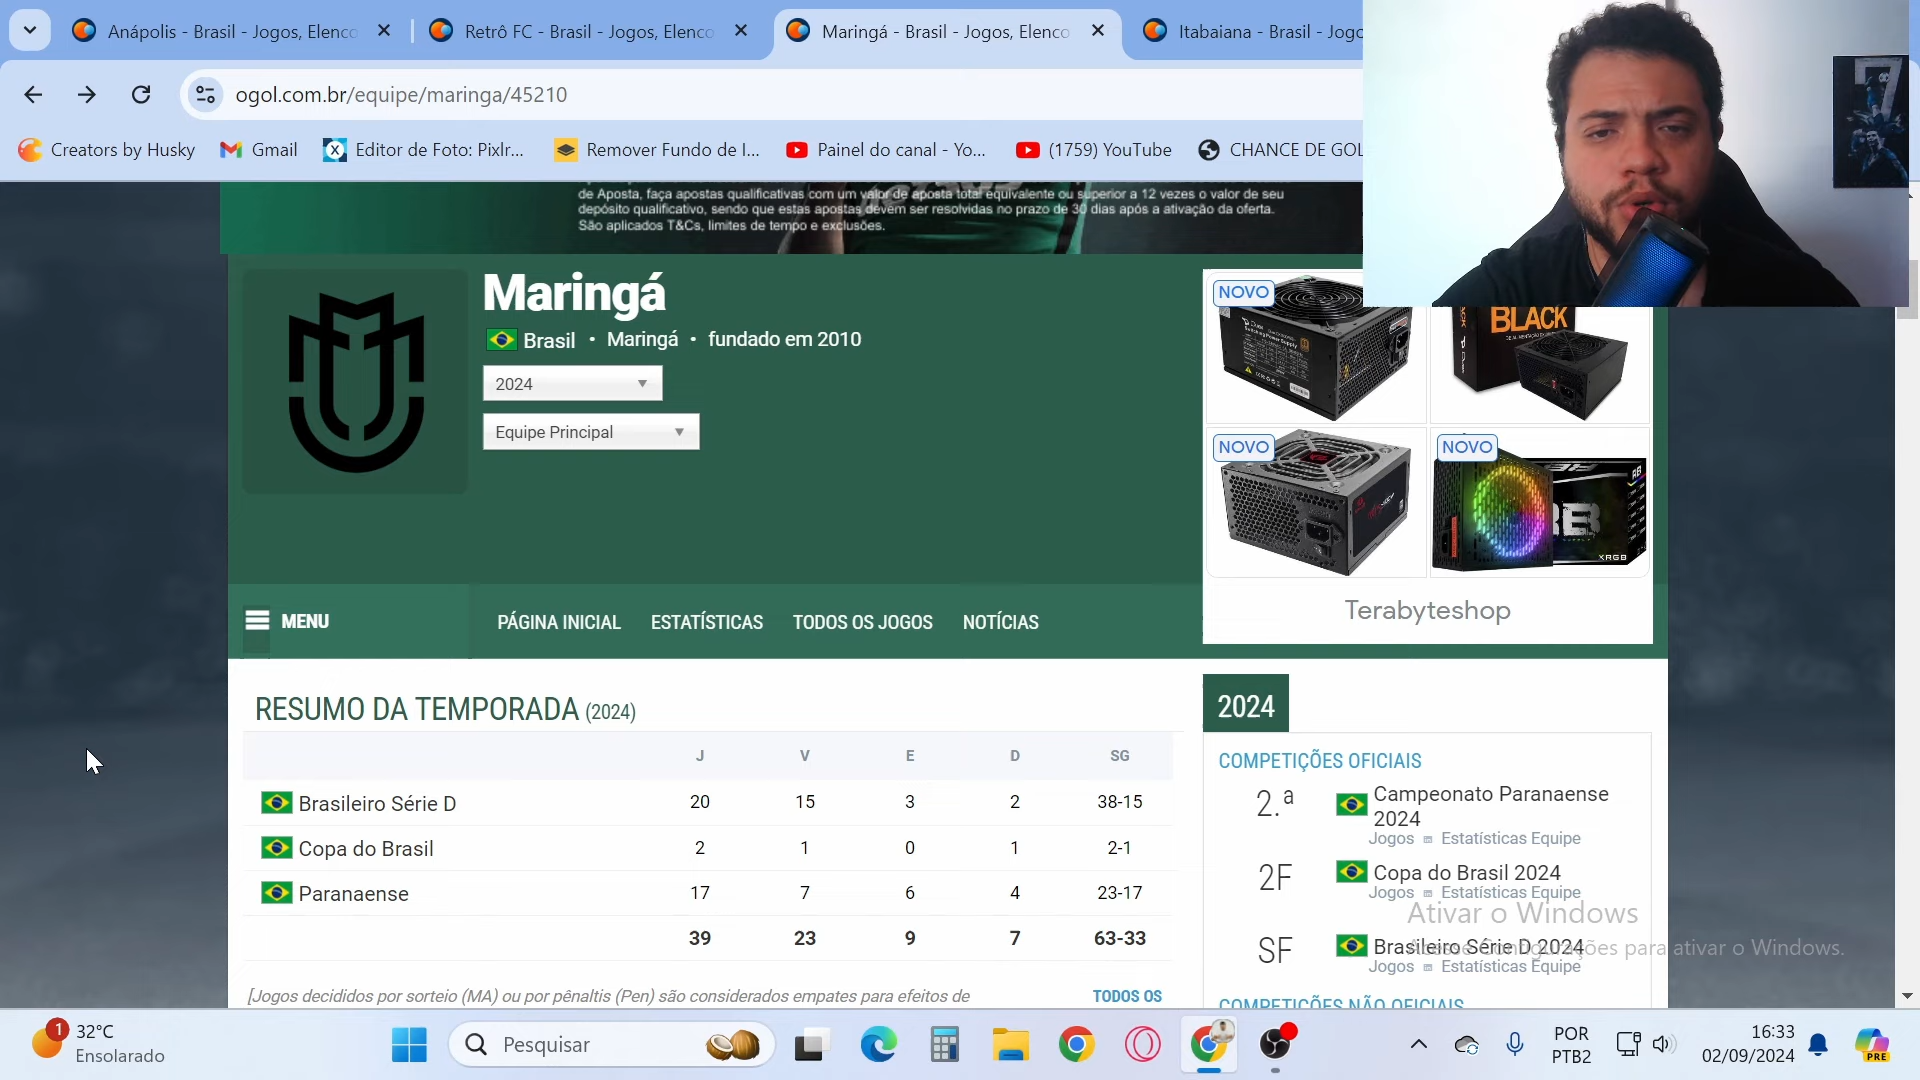 Anápolis - Brasil - Jogos, Elenco
Retrô FC - Brasil - Jogos, Elenco
Maringá - Brasil - Jogos, Elenco
Itabaiana - Brasil - Jogo
ogol.com.br/equipe/maringa/45210
Creators by Husky
Gmail
Editor de Foto: Pixlr...
Remover Fundo de I...
Painel do canal - Yo...
(1759) YouTube
CHANCE DE GOL
de Aposta, faça apostas qualificativas com um valor de aposta total equivalente ou superior a 12 vezes o valor de seu
depósito qualificativo, sendo que estas apostas devem ser resolvidas no prazo de 30 dias após a ativação da oferta.
São aplicados T&Cs, limites de tempo e exclusões.
Maringá
Brasil • Maringá • fundado em 2010
2024
Equipe Principal
NOVO
BLACK
NOVO
NOVO
XRGB
Terabyteshop
MENU
PÁGINA INICIAL
ESTATÍSTICAS
TODOS OS JOGOS
NOTÍCIAS
RESUMO DA TEMPORADA (2024)
J V E D SG
Brasileiro Série D 20 15 3 2 38-15
Copa do Brasil 2 1 0 1 2-1
Paranaense 17 7 6 4 23-17
39 23 9 7 63-33
[Jogos decididos por sorteio (MA) ou por pênaltis (Pen) são considerados empates para efeitos de
TODOS OS
2024
COMPETIÇÕES OFICIAIS
2.ª Campeonato Paranaense
2024
Jogos Estatísticas Equipe
2F Copa do Brasil 2024
Jogos Estatísticas Equipe
SF Brasileiro Série D 2024
Jogos Estatísticas Equipe
COMPETIÇÕES NÃO OFICIAIS
Ativar o Windows
Acesse Configurações para ativar o Windows.
1
32°C
Ensolarado
Pesquisar
POR
PTB2
16:33
02/09/2024
PRE